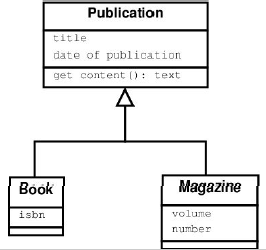 Publication
title
date of publication
get content(): text
Book
isbn
Magazine
volume
number